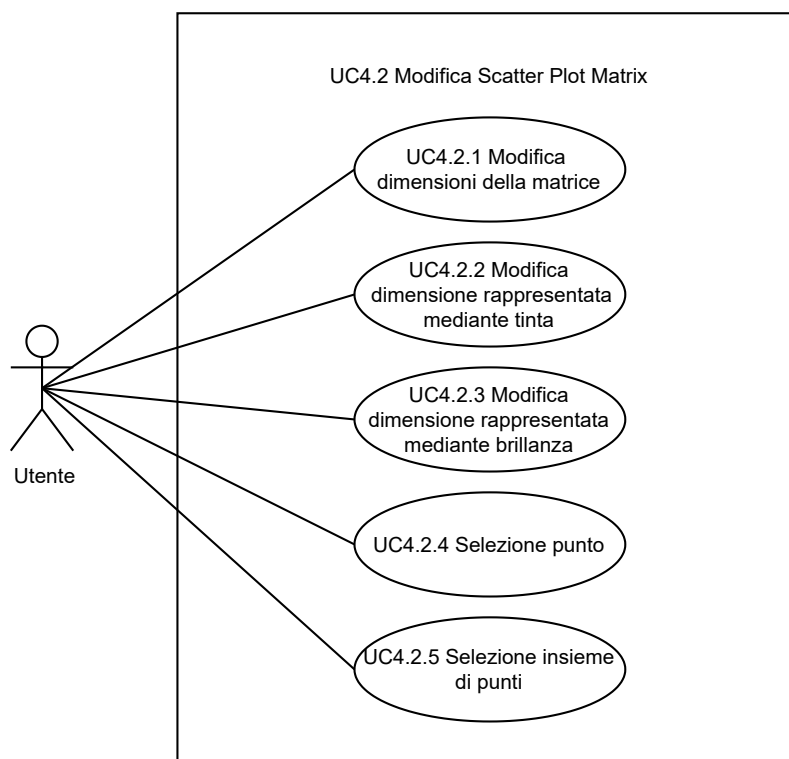 UC4.2 Modifica Scatter Plot Matrix
UC4.2.1 Modifica
dimensioni della matrice
UC4.2.2 Modifica
dimensione rappresentata
mediante tinta
UC4.2.3 Modifica
dimensione rappresentata
mediante brillanza
Utente
UC4.2.4 Selezione punto
UC4.2.5 Selezione insieme
di punti